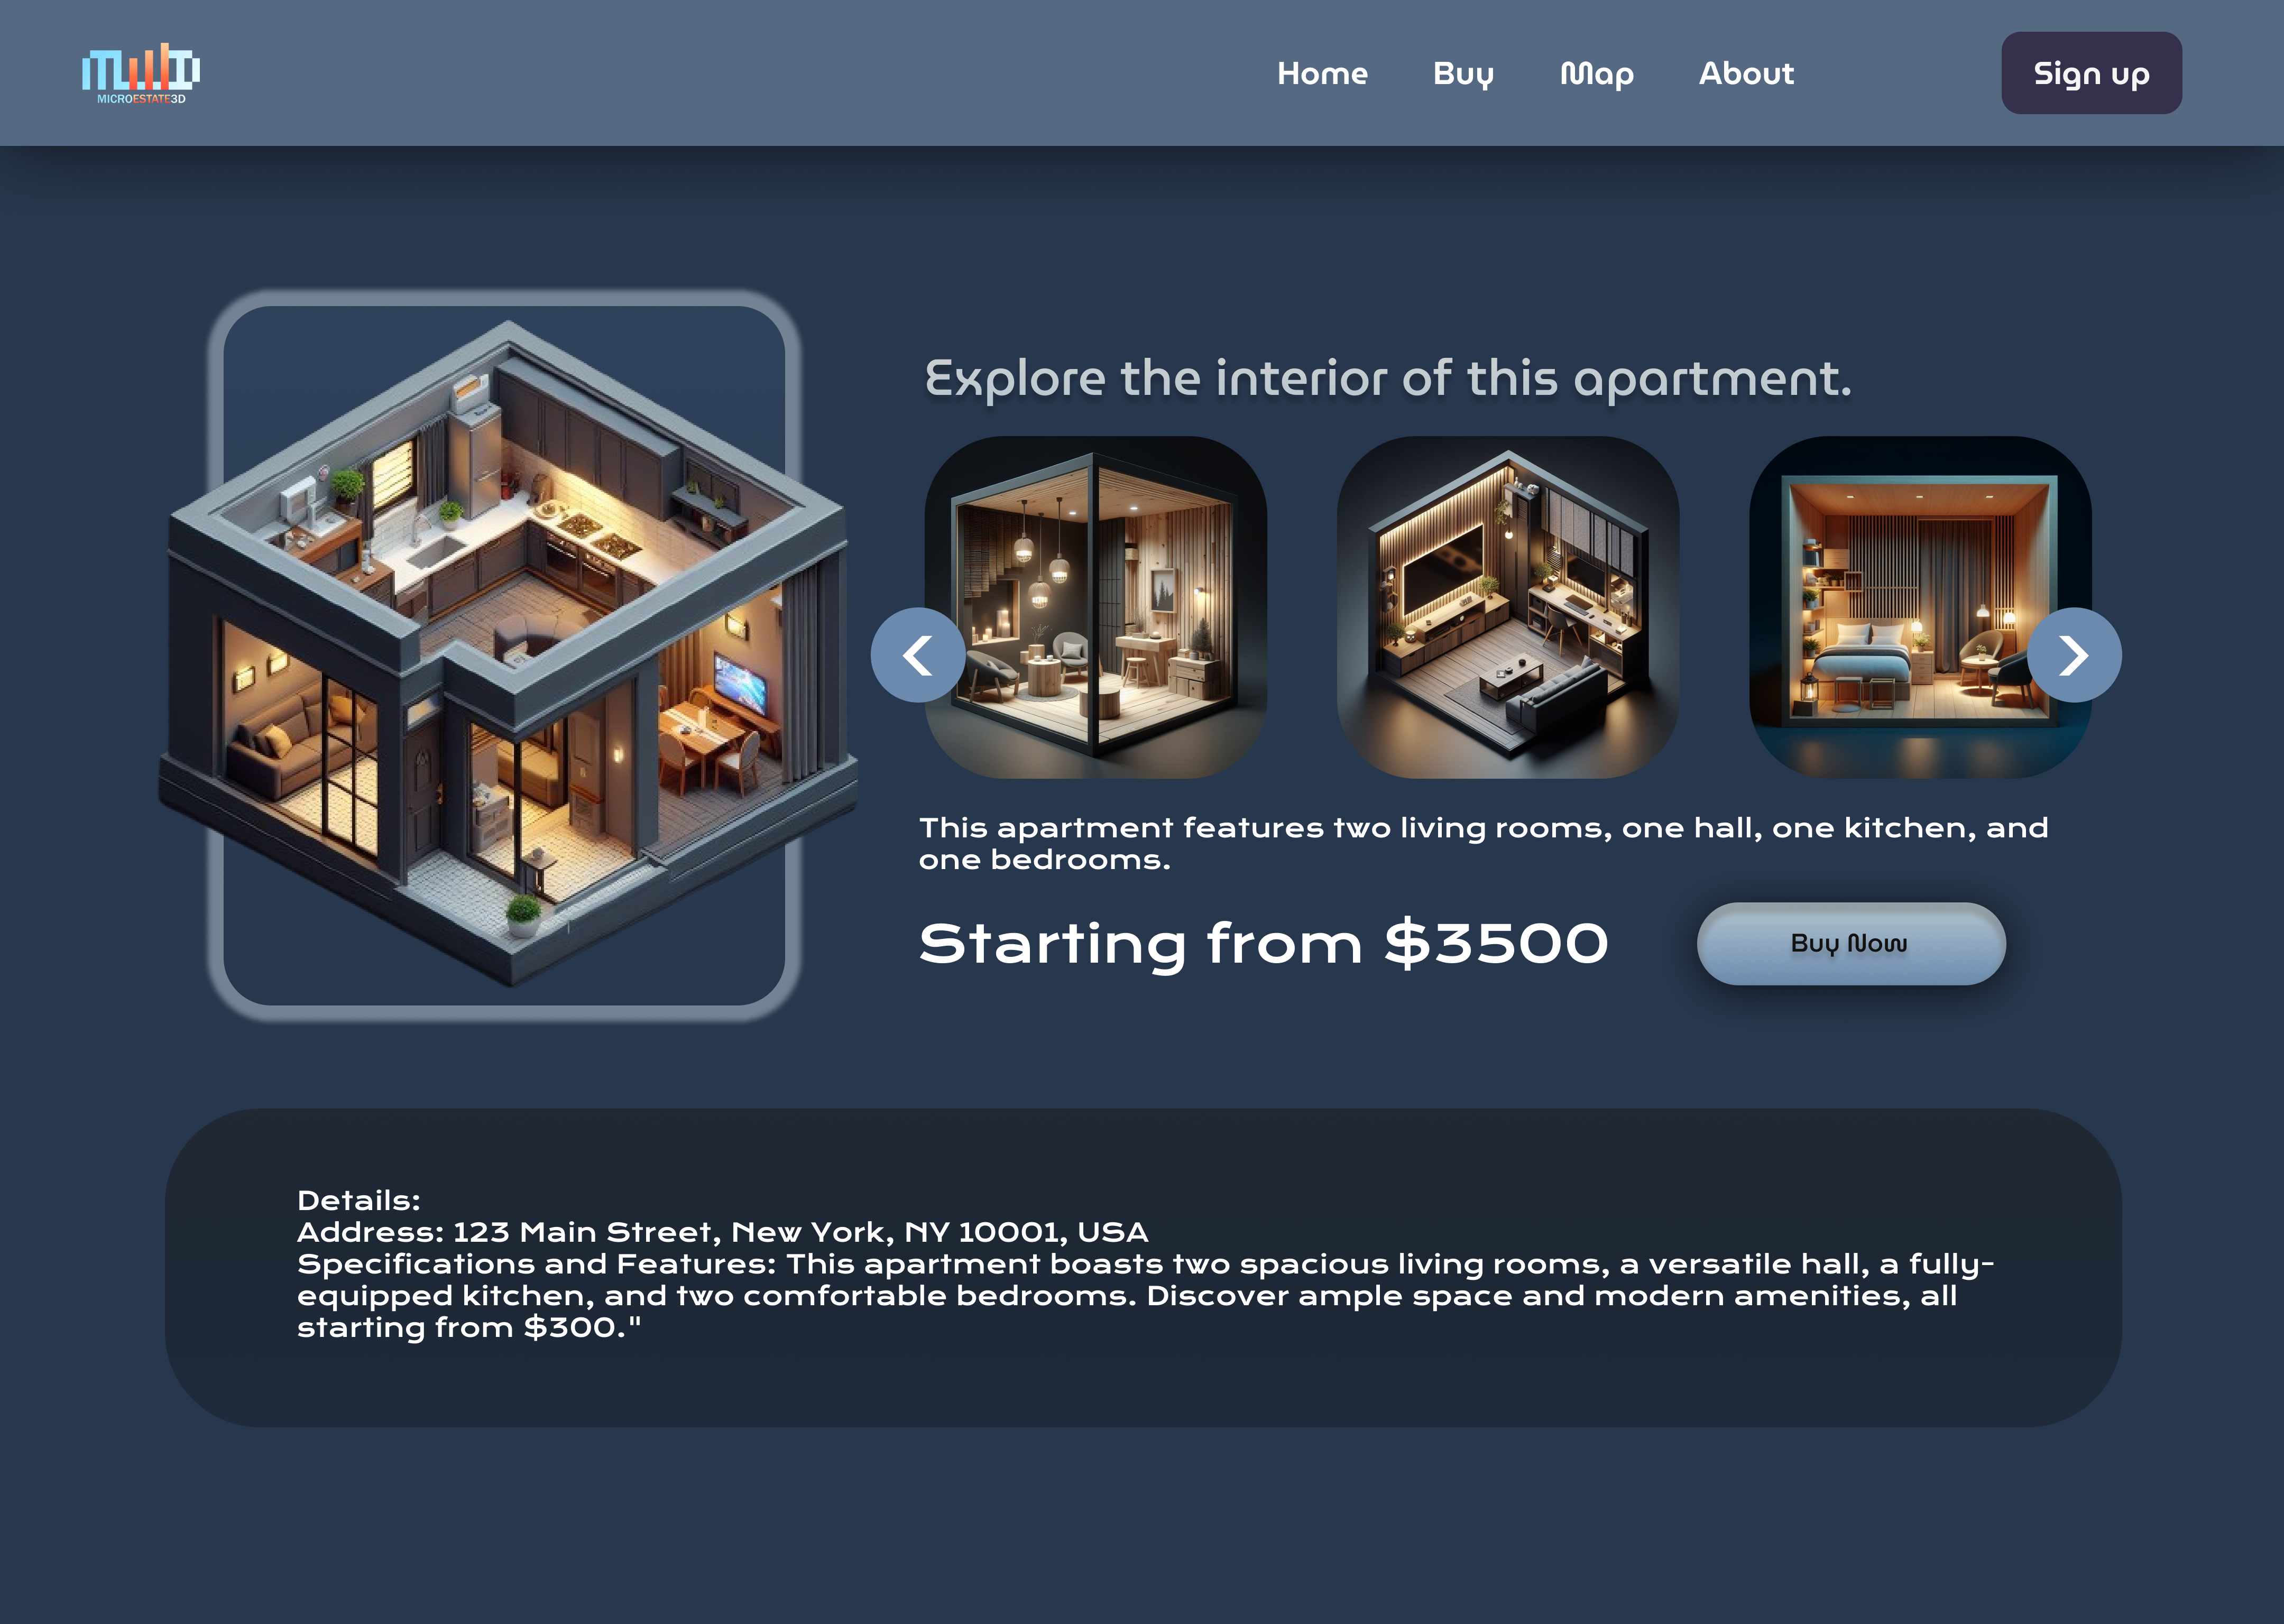 MICROESTATE3D
Home
Buy
Map
About
Sign up
Explore the interior of this apartment.
This apartment features two living rooms, one hall, one kitchen, and
one bedrooms.
Starting from $3500
Buy Now
Details:
Address: 123 Main Street, New York, NY 10001, USA
Specifications and Features: This apartment boasts two spacious living rooms, a versatile hall, a fully-
equipped kitchen, and two comfortable bedrooms. Discover ample space and modern amenities, all
starting from $300."